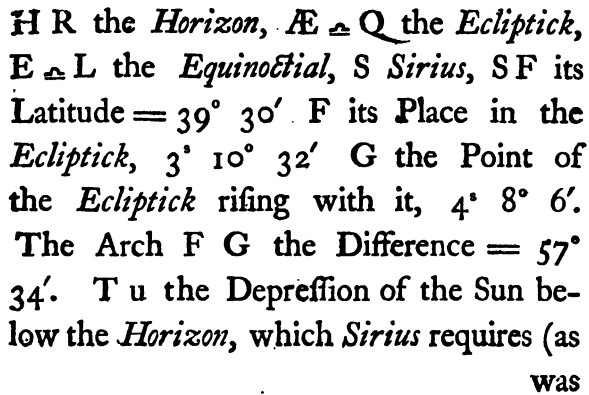 H R the Horizon, Æ ♎ Q the Ecliptick,
E ♎ L the Equinoctial, S Sirius, S F its
Latitude = 39° 30′ F its Place in the
Ecliptick, 3ˢ 10° 32′ G the Point of
the Ecliptick riſing with it, 4ˢ 8° 6′.
The Arch F G the Difference = 57°
34′. T u the Depreſſion of the Sun be-
low the Horizon, which Sirius requires (as
was